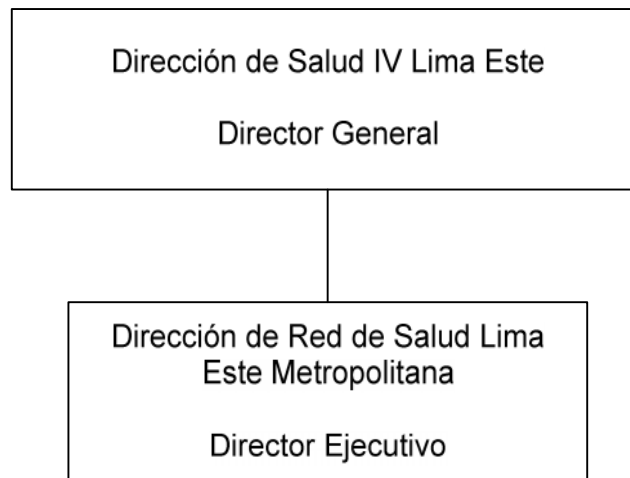 Dirección de Salud IV Lima Este
Director General
Dirección de Red de Salud Lima
Este Metropolitana
Director Ejecutivo